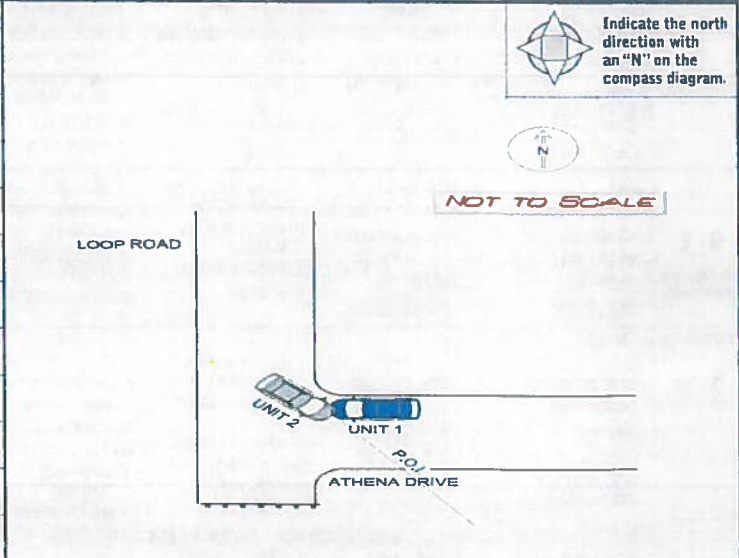 Indicate the north
direction with
an "N" on the
compass diagram.
N
NOT TO SCALE
LOOP ROAD
UNIT 2
UNIT 1
P.O.I
ATHENA DRIVE